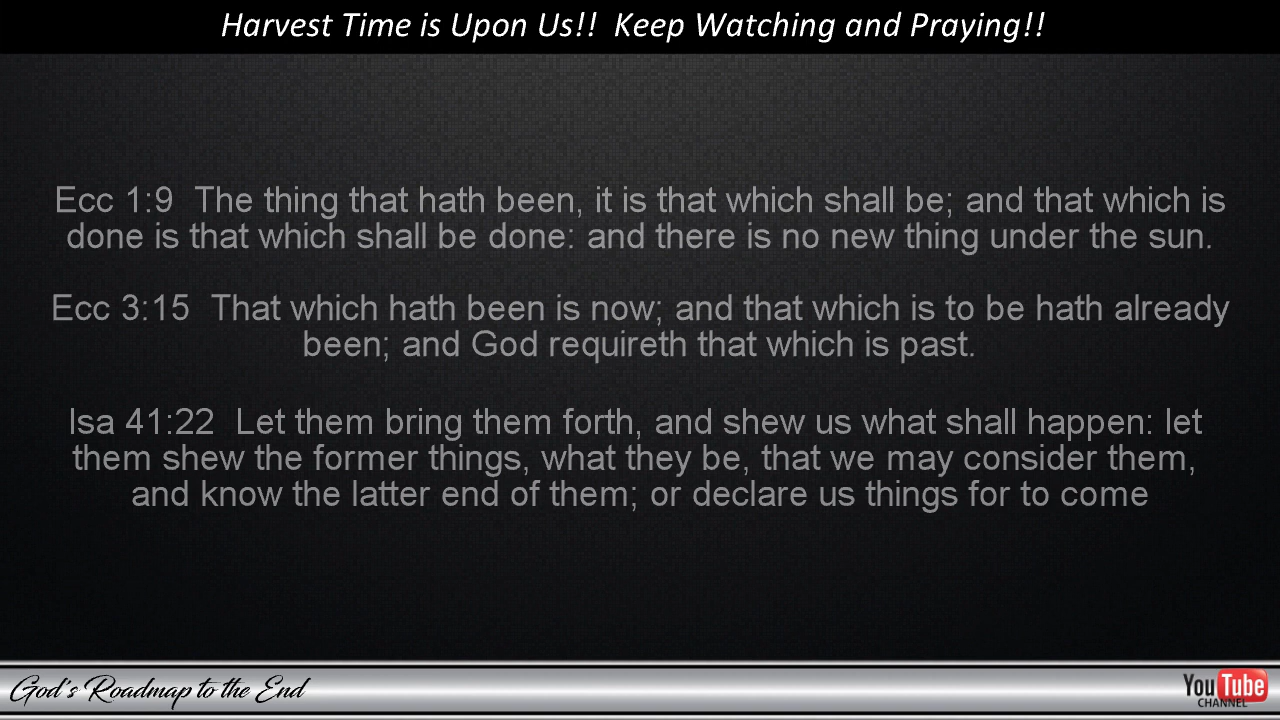 Harvest Time is Upon Us!!  Keep Watching and Praying!!
Ecc 1:9  The thing that hath been, it is that which shall be; and that which is
done is that which shall be done: and there is no new thing under the sun.
Ecc 3:15  That which hath been is now; and that which is to be hath already
been; and God requireth that which is past.
Isa 41:22  Let them bring them forth, and shew us what shall happen: let
them shew the former things, what they be, that we may consider them,
and know the latter end of them; or declare us things for to come
God's Roadmap to the End
YouTube
CHANNEL